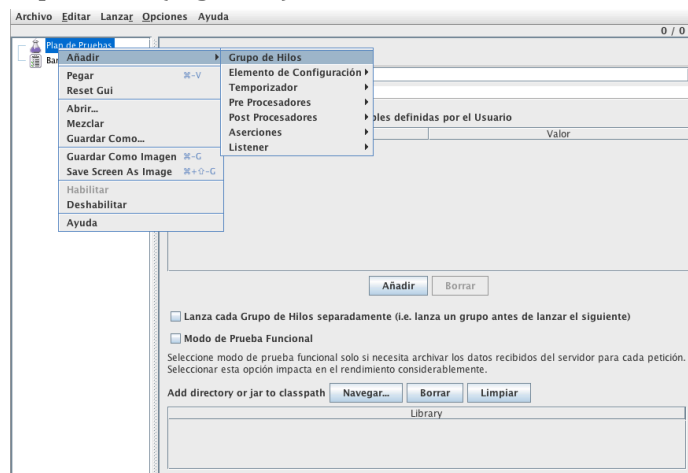 Archivo Editar Lanzar Opciones Ayuda
0 / 0
Plan de Pruebas
Añadir
Grupo de Hilos
Pegar ⌘-V
Elemento de Configuración
Reset Gui
Temporizador
Pre Procesadores
Abrir...
Post Procesadores
definidas por el Usuario
Mezclar
Aserciones
Valor
Guardar Como...
Listener
Guardar Como Imagen ⌘-G
Save Screen As Image ⌘+⇧-G
Habilitar
Deshabilitar
Ayuda
Añadir Borrar
Lanza cada Grupo de Hilos separadamente (i.e. lanza un grupo antes de lanzar el siguiente)
Modo de Prueba Funcional
Seleccione modo de prueba funcional solo si necesita archivar los datos recibidos del servidor para cada petición.
Seleccionar esta opción impacta en el rendimiento considerablemente.
Add directory or jar to classpath Navegar... Borrar Limpiar
Library